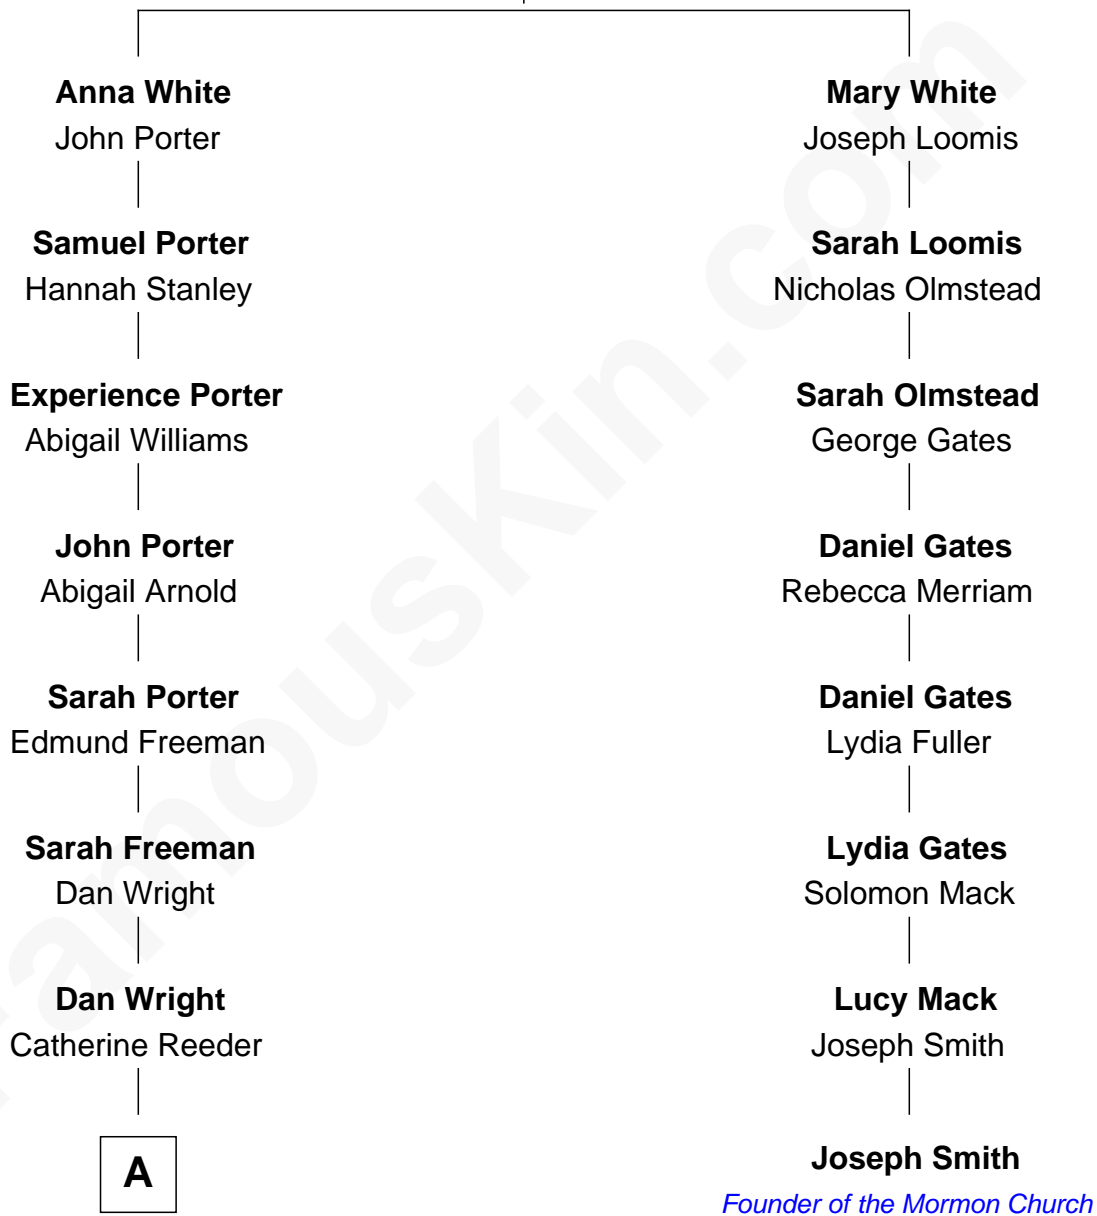 Anna White
John Porter
Mary White
Joseph Loomis
Samuel Porter
Hannah Stanley
Sarah Loomis
Nicholas Olmstead
Experience Porter
Abigail Williams
Sarah Olmstead
George Gates
John Porter
Abigail Arnold
Daniel Gates
Rebecca Merriam
Sarah Porter
Edmund Freeman
Daniel Gates
Lydia Fuller
Sarah Freeman
Dan Wright
Lydia Gates
Solomon Mack
Dan Wright
Catherine Reeder
Lucy Mack
Joseph Smith
A
Joseph Smith
Founder of the Mormon Church
FamousKin.com